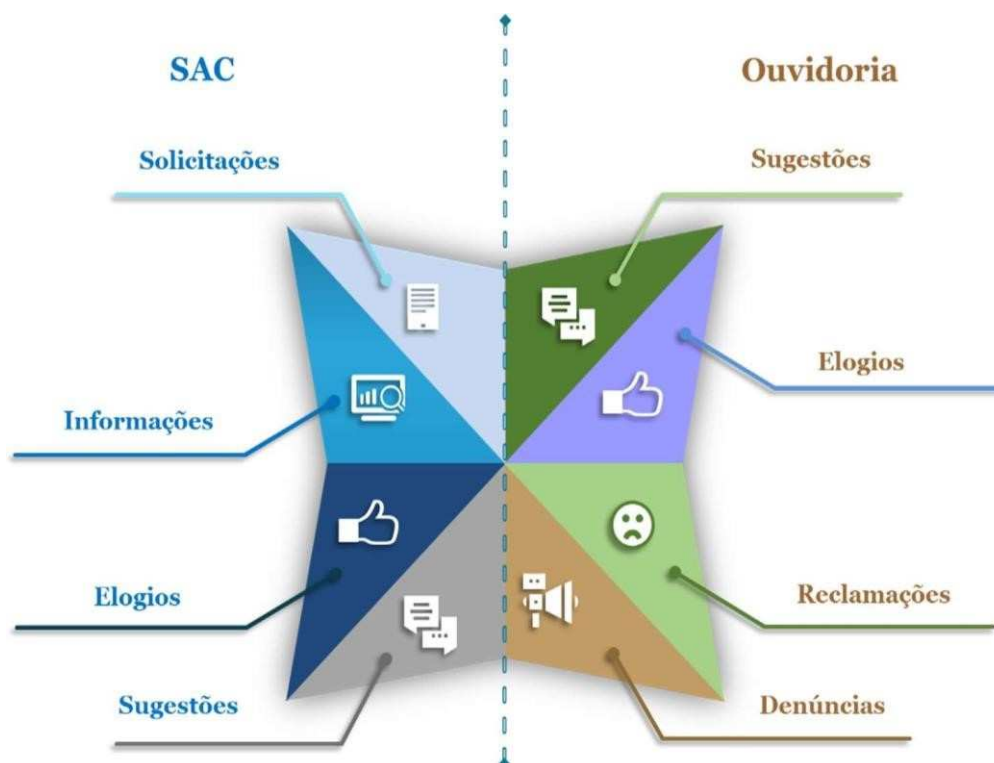 SAC
Solicitações
Informações
Elogios
Sugestões
Ouvidoria
Sugestões
Elogios
Reclamações
Denúncias